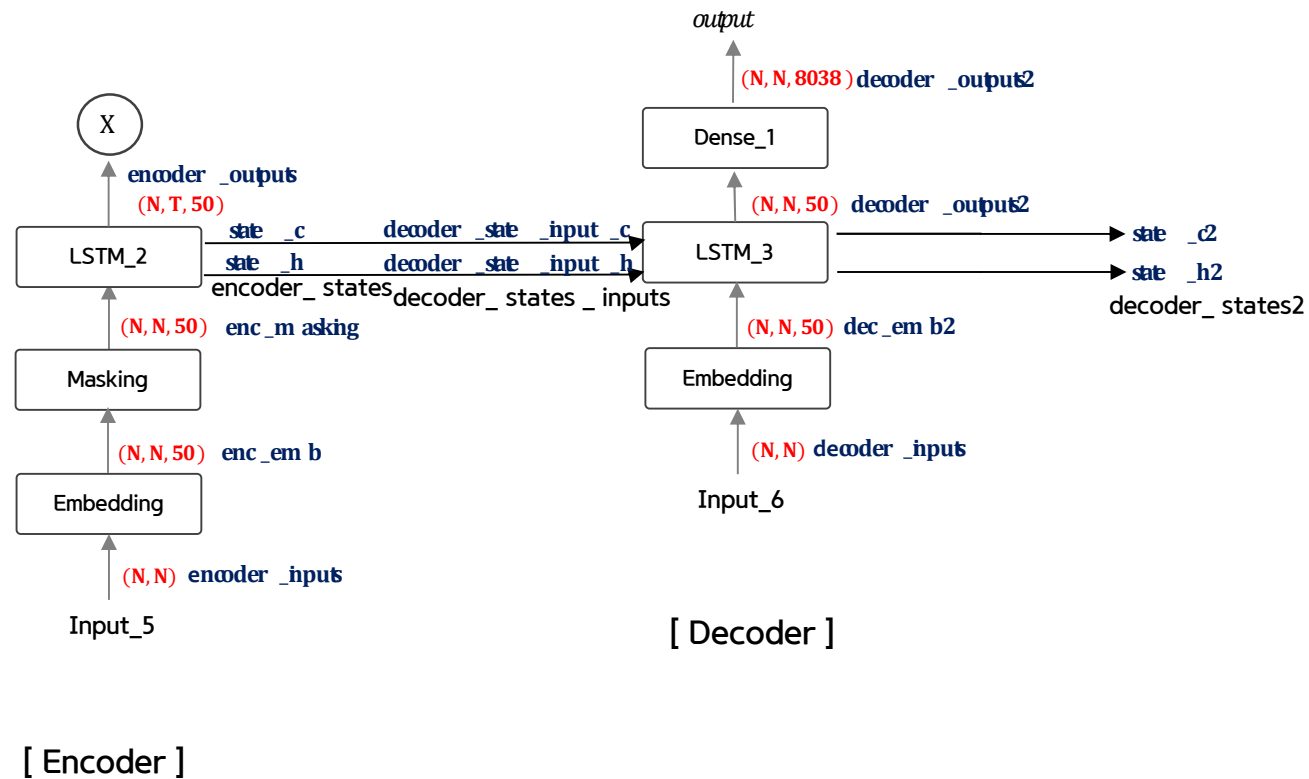 output
(N, N, 8038) decoder _outputs2
X
Dense_1
encoder _outputs
(N, T, 50)
(N, N, 50) decoder _outputs2
LSTM_2
state _c
decoder _state _input _c
LSTM_3
state _c2
state _h
decoder _state _input _h
state _h2
encoder_ states
decoder_ states _ inputs
decoder_ states2
(N, N, 50) enc _m asking
(N, N, 50) dec _em b2
Masking
Embedding
(N, N, 50) enc _em b
(N, N) decoder _inputs
Embedding
Input_6
(N, N) encoder _inputs
Input_5
[ Decoder ]
[ Encoder ]